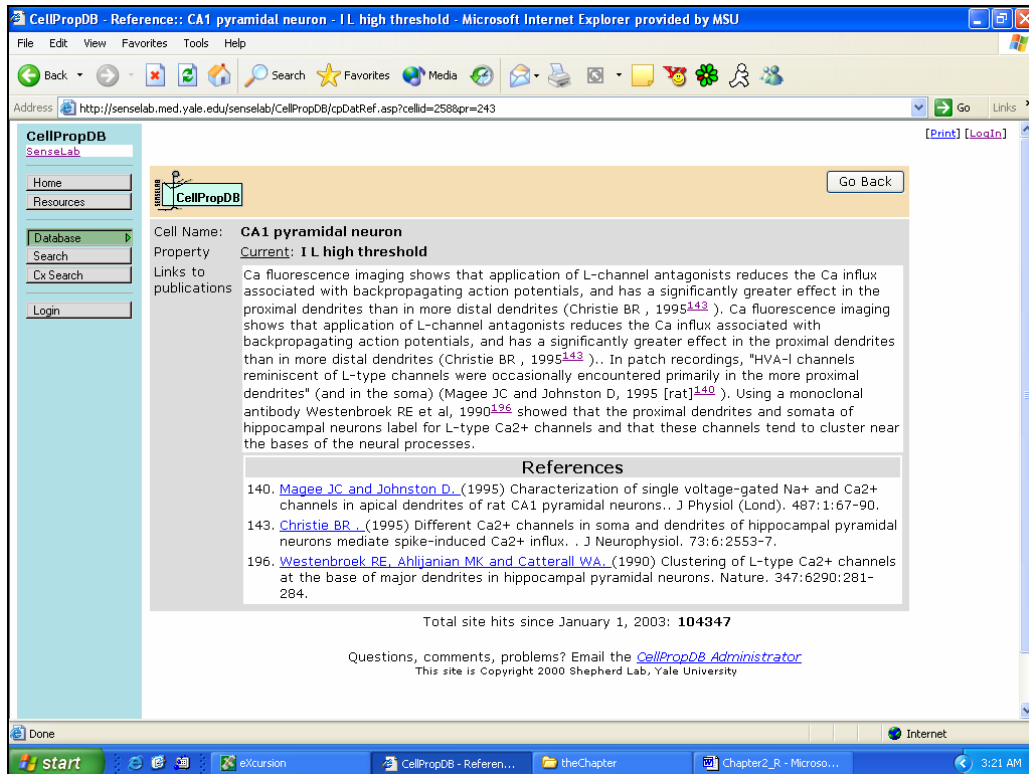 CellPropDB - Reference:: CA1 pyramidal neuron - I L high threshold - Microsoft Internet Explorer provided by MSU
File Edit View Favorites Tools Help
Back Search Favorites Media
Address http://senselab.med.yale.edu/senselab/CellPropDB/cpDatRef.asp?cellid=258&pr=243 Go Links
CellPropDB
SenseLab
Home
Resources
Database
Search
Cx Search
Login
[Print] [LogIn]
SENSELAB CellPropDB
Go Back
Cell Name: CA1 pyramidal neuron
Property Current: I L high threshold
Links to
publications
Ca fluorescence imaging shows that application of L-channel antagonists reduces the Ca influx
associated with backpropagating action potentials, and has a significantly greater effect in the
proximal dendrites than in more distal dendrites (Christie BR , 1995143 ). Ca fluorescence imaging
shows that application of L-channel antagonists reduces the Ca influx associated with
backpropagating action potentials, and has a significantly greater effect in the proximal dendrites
than in more distal dendrites (Christie BR , 1995143 ).. In patch recordings, "HVA-l channels
reminiscent of L-type channels were occasionally encountered primarily in the more proximal
dendrites" (and in the soma) (Magee JC and Johnston D, 1995 [rat]140 ). Using a monoclonal
antibody Westenbroek RE et al, 1990196 showed that the proximal dendrites and somata of
hippocampal neurons label for L-type Ca2+ channels and that these channels tend to cluster near
the bases of the neural processes.
References
140. Magee JC and Johnston D. (1995) Characterization of single voltage-gated Na+ and Ca2+
channels in apical dendrites of rat CA1 pyramidal neurons.. J Physiol (Lond). 487:1:67-90.
143. Christie BR . (1995) Different Ca2+ channels in soma and dendrites of hippocampal pyramidal
neurons mediate spike-induced Ca2+ influx. . J Neurophysiol. 73:6:2553-7.
196. Westenbroek RE, Ahlijanian MK and Catterall WA. (1990) Clustering of L-type Ca2+ channels
at the base of major dendrites in hippocampal pyramidal neurons. Nature. 347:6290:281-
284.
Total site hits since January 1, 2003: 104347
Questions, comments, problems? Email the CellPropDB Administrator
This site is Copyright 2000 Shepherd Lab, Yale University
Done Internet
start eXcursion CellPropDB - Referen... theChapter Chapter2_R - Microso... 3:21 AM